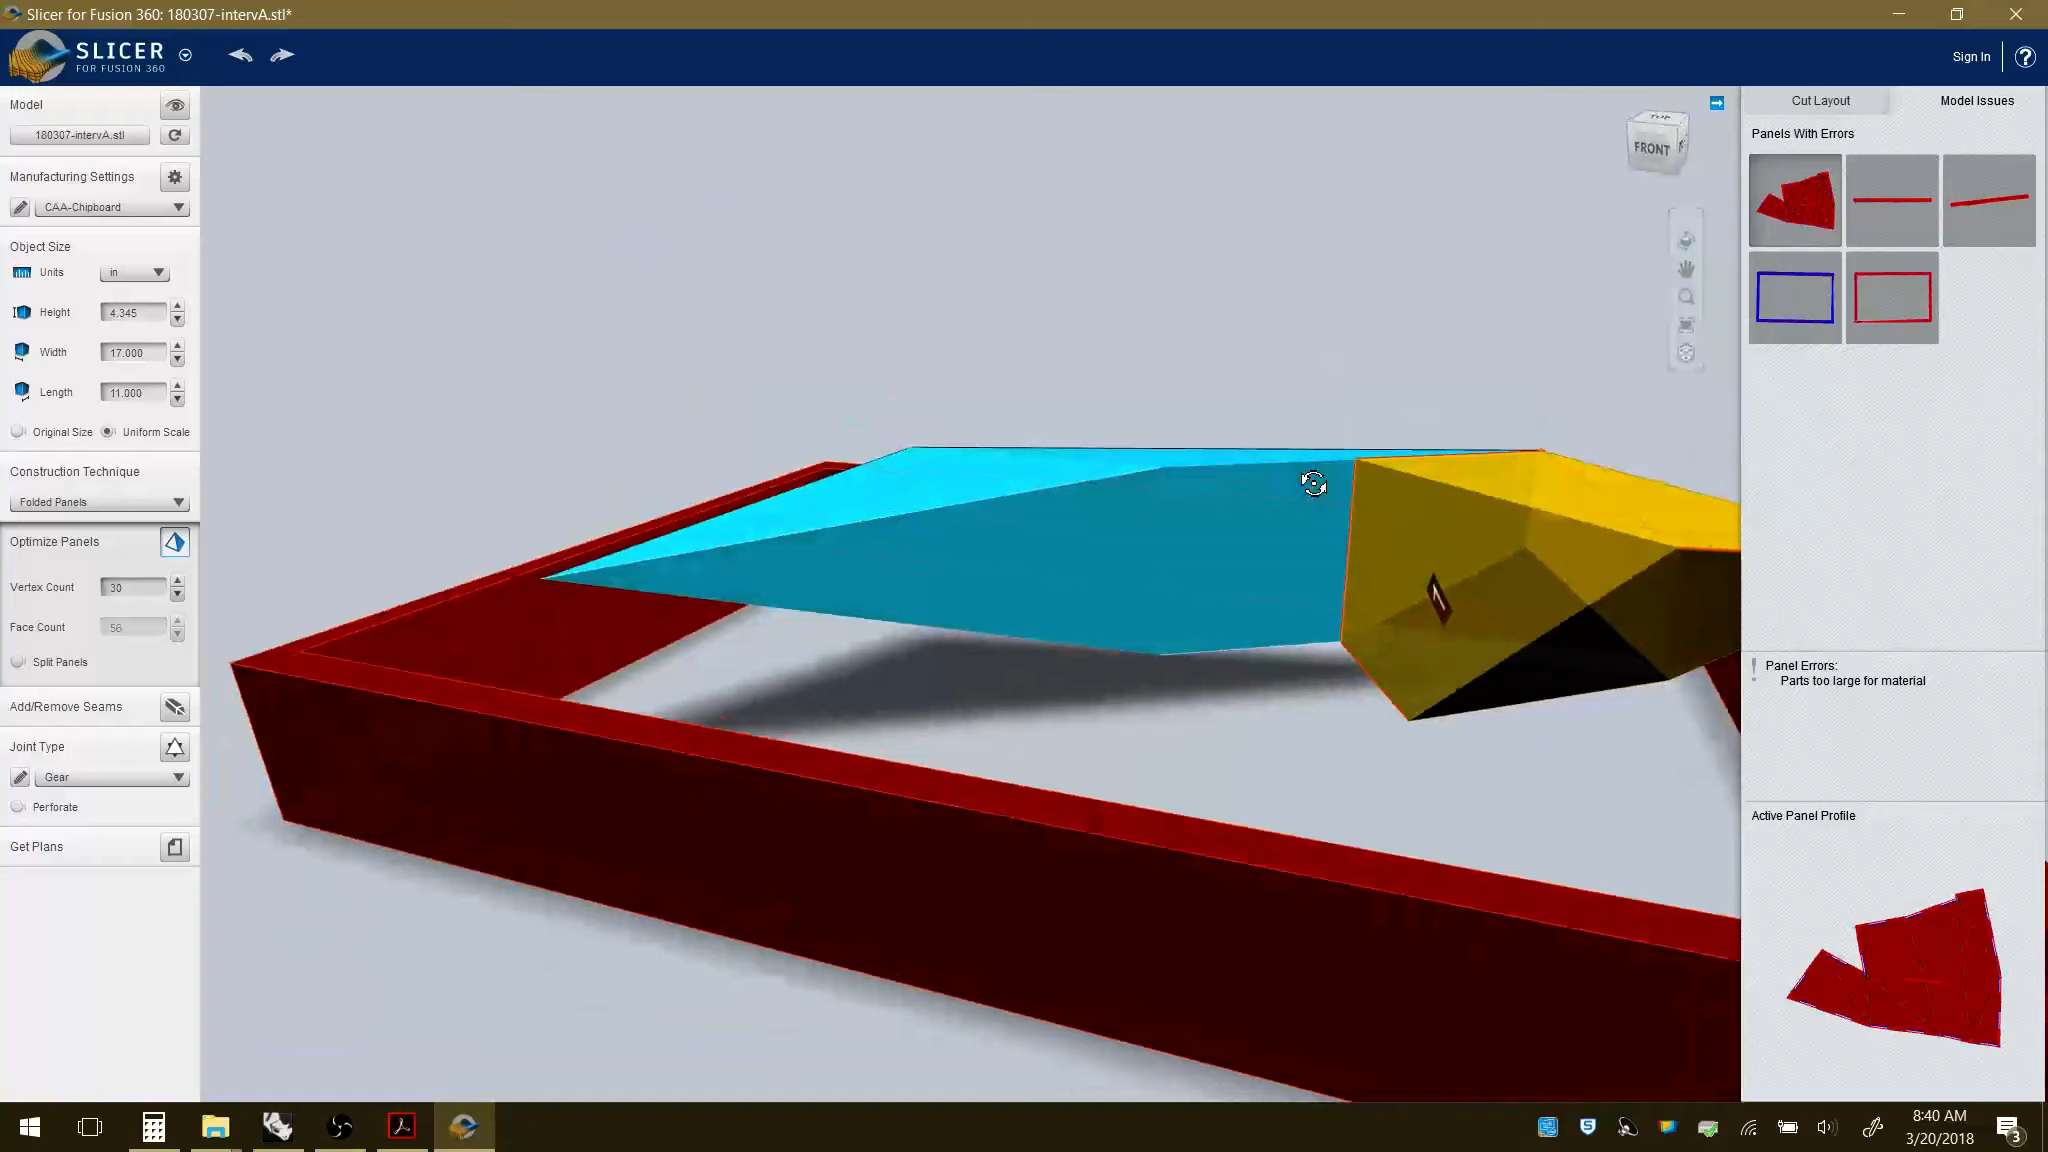 Slicer for Fusion 360: 180307-intervA.stl*
SLICER
FOR FUSION 360
Sign In
?
Model
180307-intervA.stl
Manufacturing Settings
CAA-Chipboard
Object Size
Units
in
Height
4.345
Width
17.000
Length
11.000
Original Size
Uniform Scale
Construction Technique
Folded Panels
Optimize Panels
Vertex Count
30
Face Count
56
Split Panels
Add/Remove Seams
Joint Type
Gear
Perforate
Get Plans
TOP
FRONT
Cut Layout
Model Issues
Panels With Errors
Panel Errors:
Parts too large for material
Active Panel Profile
8:40 AM
3/20/2018
3